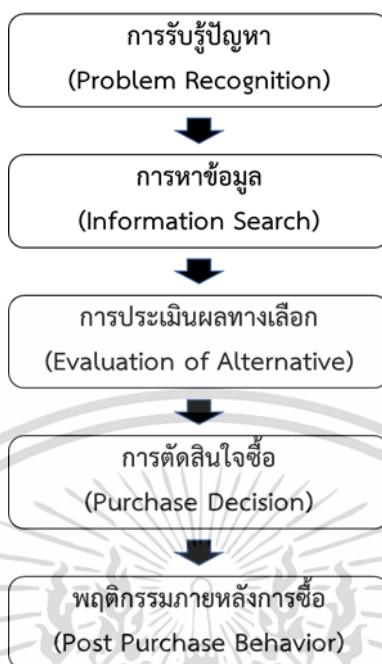 การรับรู้ปัญหา
(Problem Recognition)
การหาข้อมูล
(Information Search)
การประเมินผลทางเลือก
(Evaluation of Alternative)
การตัดสินใจซื้อ
(Purchase Decision)
พฤติกรรมภายหลังการซื้อ
(Post Purchase Behavior)